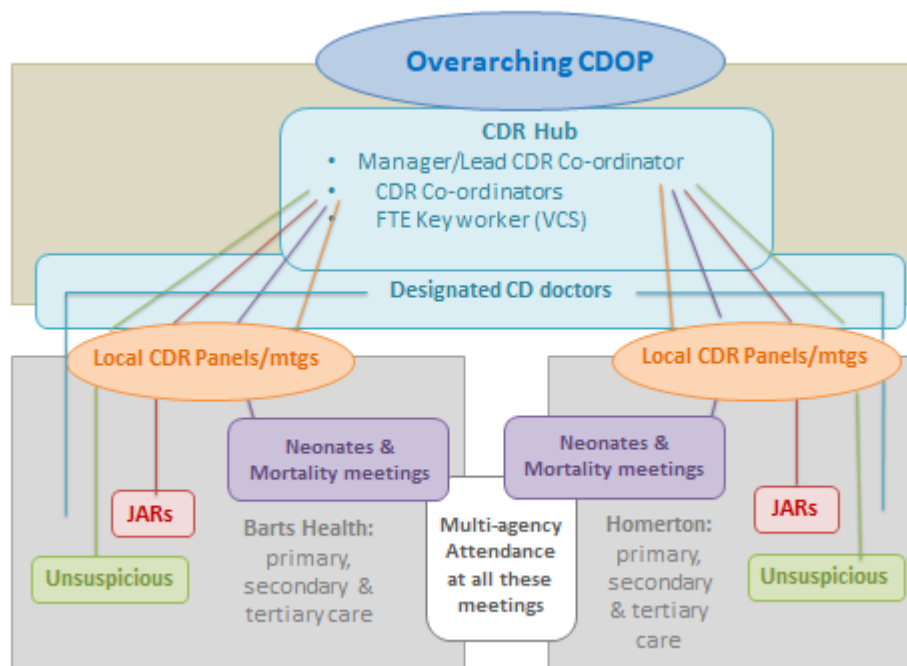 Overarching CDOP
CDR Hub
• Manager/Lead CDR Co-ordinator
• CDR Co-ordinators
• FTE Key worker (VCS)
Designated CD doctors
Local CDR Panels/mtgs
Local CDR Panels/mtgs
Neonates &
Mortality meetings
Neonates &
Mortality meetings
JARs
Unsuspicious
Barts Health:
primary,
secondary &
tertiary care
Multi-agency
Attendance
at all these
meetings
Homerton:
primary,
secondary
& tertiary
care
JARs
Unsuspicious